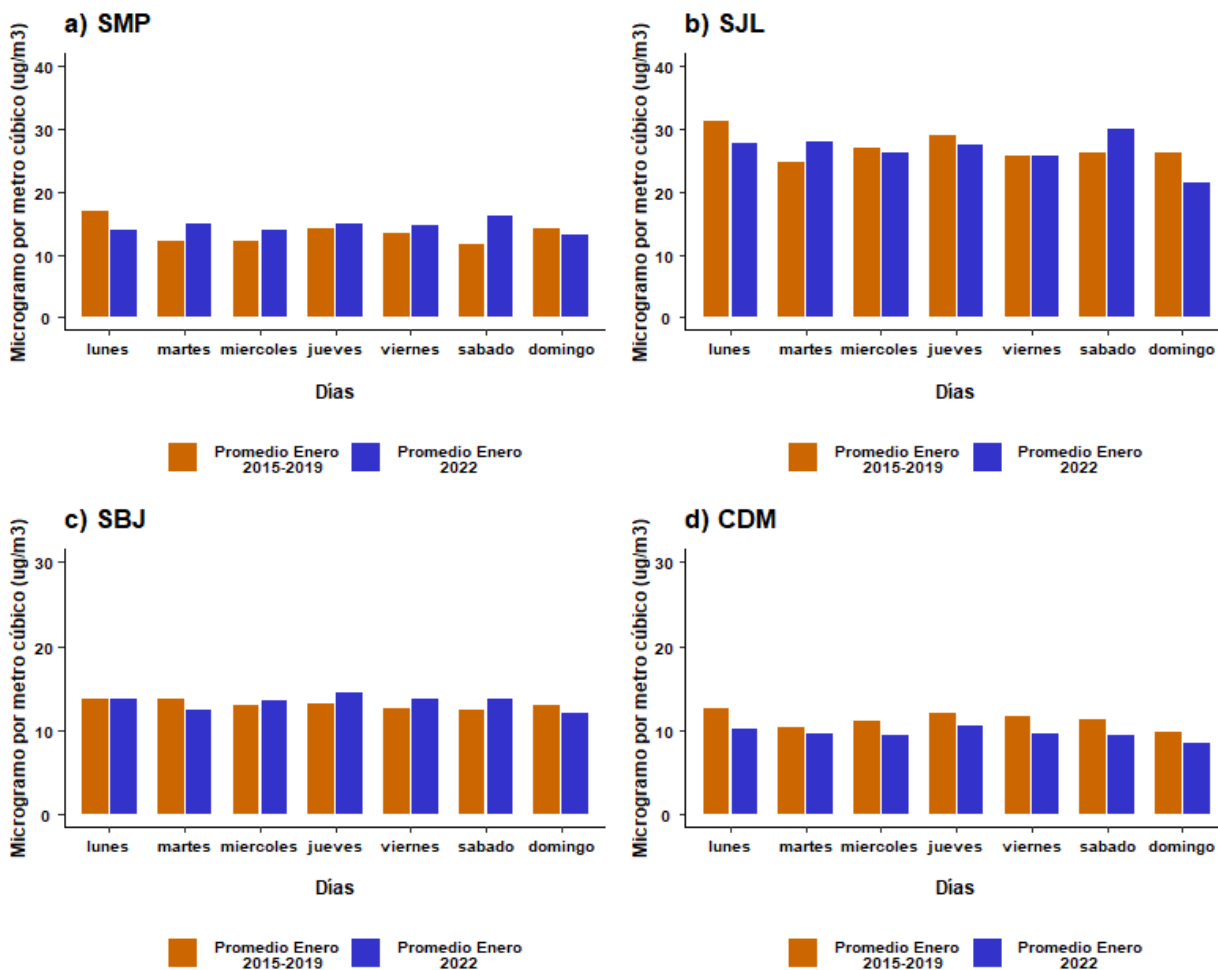 a) SMP
Microgramo por metro cúbico (ug/m3)
40
30
20
10
0
lunes martes miercoles jueves viernes sabado domingo
Días
Promedio Enero 2015-2019
Promedio Enero 2022
b) SJL
Microgramo por metro cúbico (ug/m3)
40
30
20
10
0
lunes martes miercoles jueves viernes sabado domingo
Días
Promedio Enero 2015-2019
Promedio Enero 2022
c) SBJ
Microgramo por metro cúbico (ug/m3)
30
20
10
0
lunes martes miercoles jueves viernes sabado domingo
Días
Promedio Enero 2015-2019
Promedio Enero 2022
d) CDM
Microgramo por metro cúbico (ug/m3)
30
20
10
0
lunes martes miercoles jueves viernes sabado domingo
Días
Promedio Enero 2015-2019
Promedio Enero 2022